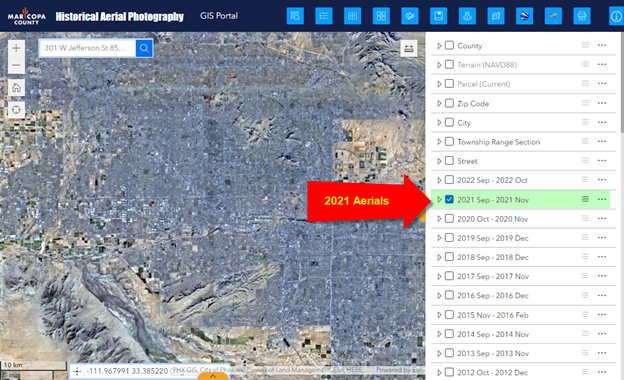 MARICOPA COUNTY
Historical Aerial Photography
GIS Portal
301 W Jefferson St 85...
County
Terrain (NAVD88)
Parcel (Current)
Zip Code
City
Township Range Section
Street
2022 Sep - 2022 Oct
2021 Aerials
2021 Sep - 2021 Nov
2020 Oct - 2020 Nov
2019 Sep - 2019 Dec
2018 Sep - 2018 Dec
2017 Sep - 2017 Nov
2016 Sep - 2016 Dec
2015 Nov - 2016 Feb
2014 Sep - 2014 Nov
2013 Sep - 2013 Nov
2012 Oct - 2012 Dec
10 km
-111.967991 33.385220
City of Phoenix, Bureau of Land Management, Esri, HERE,
Powered by Esri